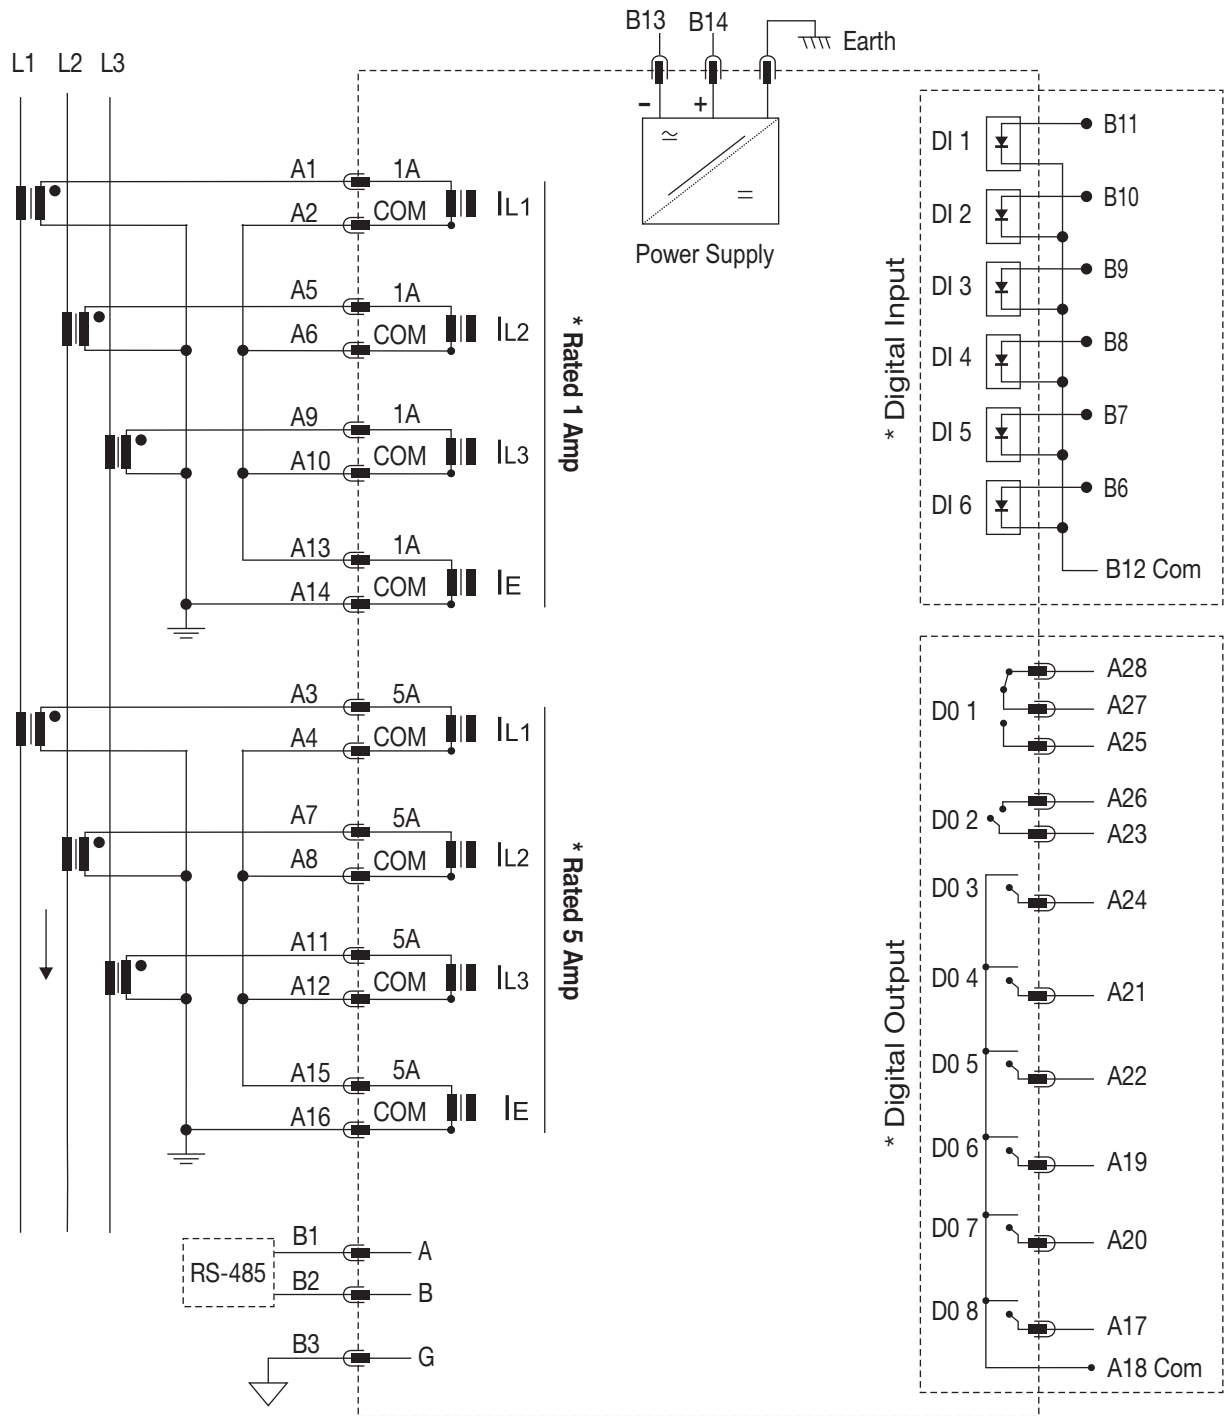 B13 B14
Earth
L1 L2 L3
- +
Power Supply
A1 1A
A2 COM
IL1
A5 1A
A6 COM
IL2
A9 1A
A10 COM
IL3
A13 1A
A14 COM
IE
* Rated 1 Amp
A3 5A
A4 COM
IL1
A7 5A
A8 COM
IL2
A11 5A
A12 COM
IL3
A15 5A
A16 COM
IE
* Rated 5 Amp
RS-485
B1 A
B2 B
B3 G
* Digital Input
DI 1 B11
DI 2 B10
DI 3 B9
DI 4 B8
DI 5 B7
DI 6 B6
B12 Com
* Digital Output
D0 1
A28
A27
A25
D0 2
A26
A23
D0 3 A24
D0 4 A21
D0 5 A22
D0 6 A19
D0 7 A20
D0 8 A17
A18 Com